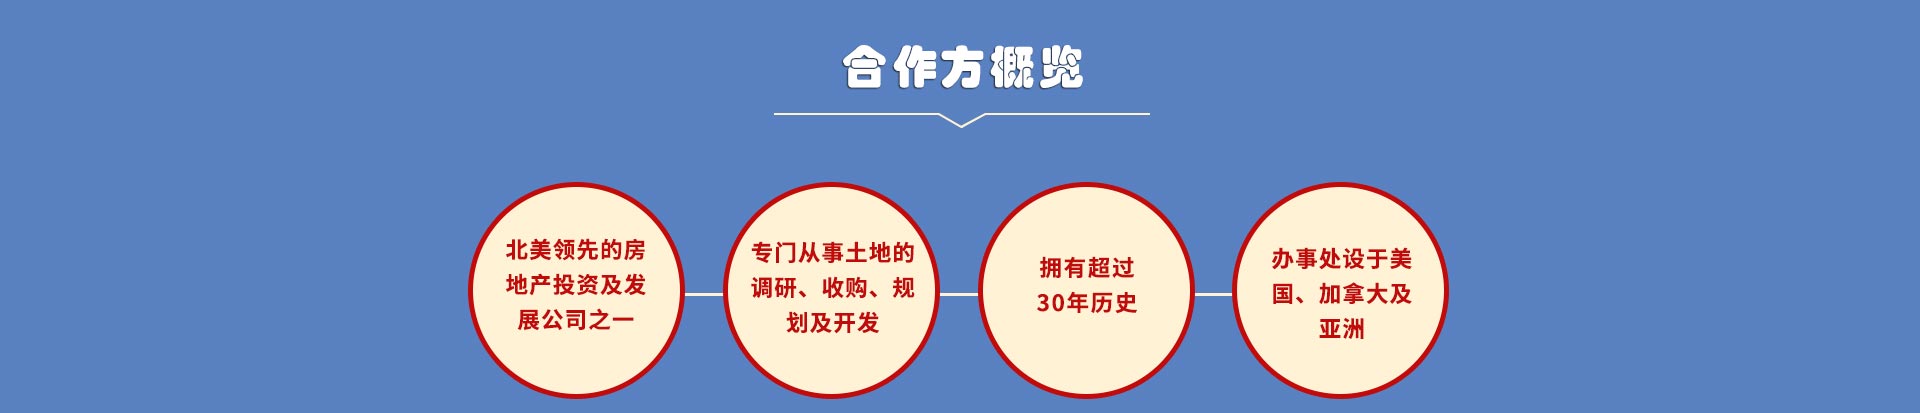 合作方概览
北美领先的房
地产投资及发
展公司之一
专门从事土地的
调研、收购、规
划及开发
拥有超过
30年历史
办事处设于美
国、加拿大及
亚洲